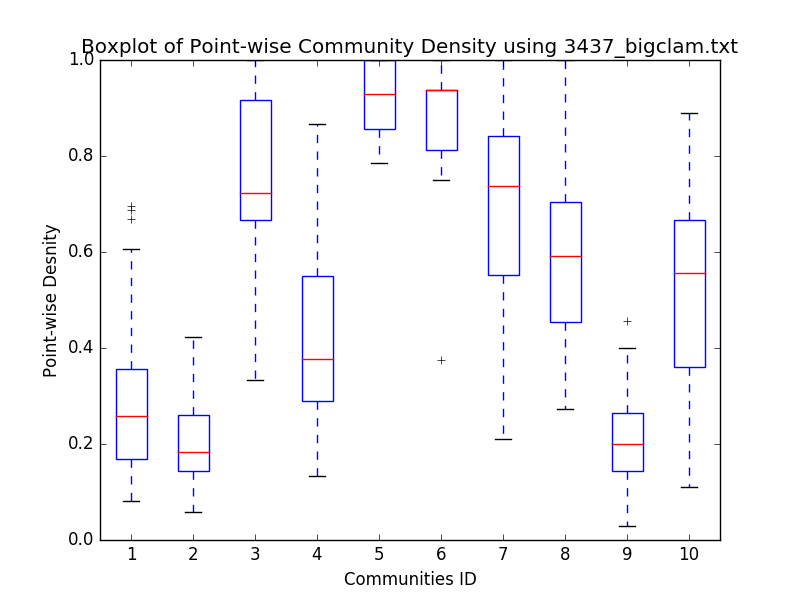 Boxplot of Point-wise Community Density using 3437_bigclam.txt
1.0
0.8
0.6
0.4
0.2
0.0
Point-wise Desnity
1 2 3 4 5 6 7 8 9 10
Communities ID